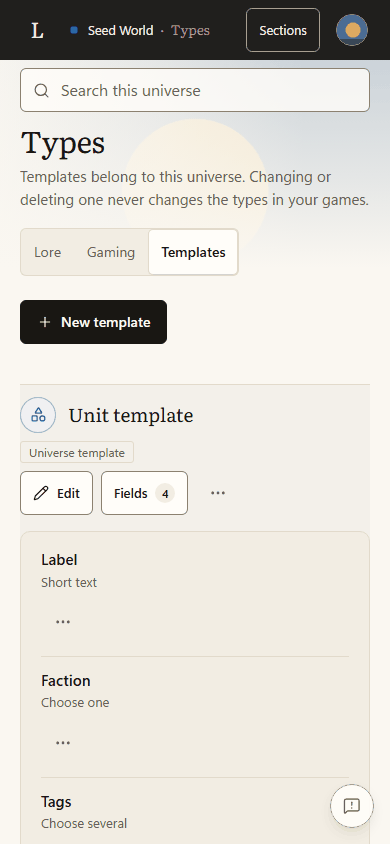 L
Seed World · Types
Sections
Search this universe
Types
Templates belong to this universe. Changing or
deleting one never changes the types in your games.
Lore
Gaming
Templates
+ New template
Unit template
Universe template
Edit
Fields 4
...
Label
Short text
...
Faction
Choose one
...
Tags
Choose several